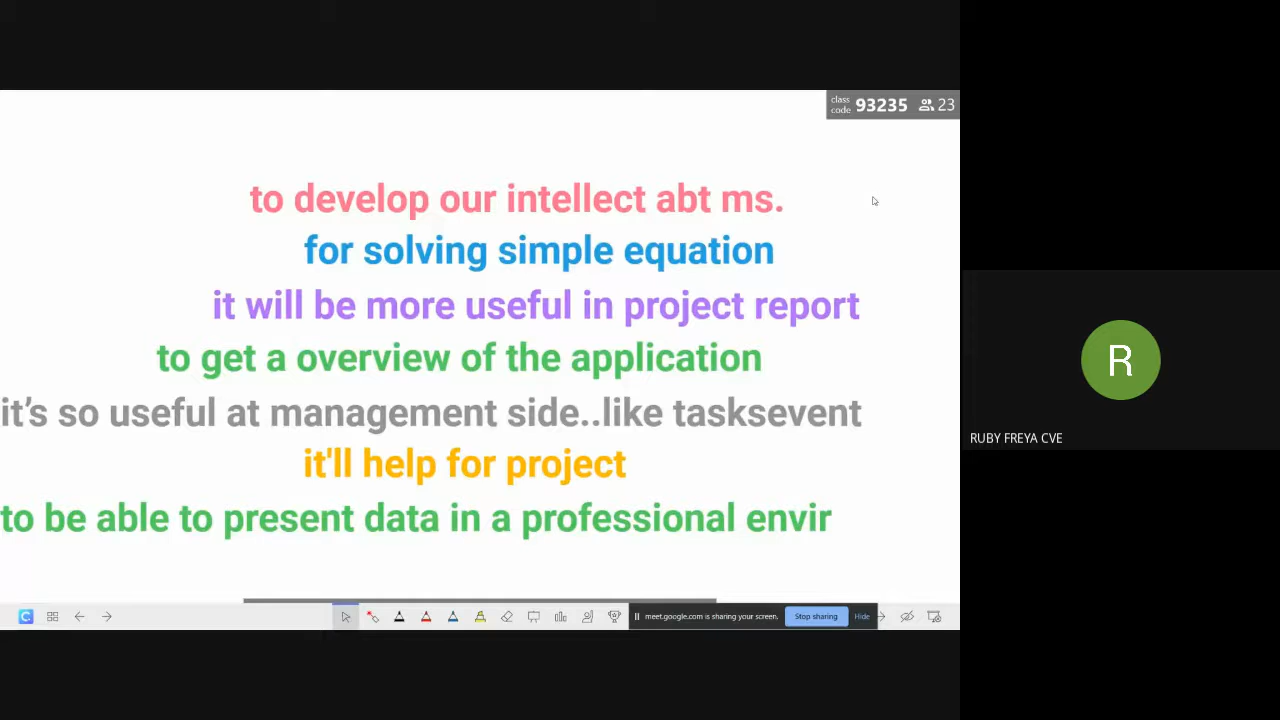 class code 93235 23
to develop our intellect abt ms.
for solving simple equation
it will be more useful in project report
to get a overview of the application
it's so useful at management side..like tasksevent
it'll help for project
to be able to present data in a professional envir
R
RUBY FREYA CVE
C
meet.google.com is sharing your screen.
Stop sharing
Hide